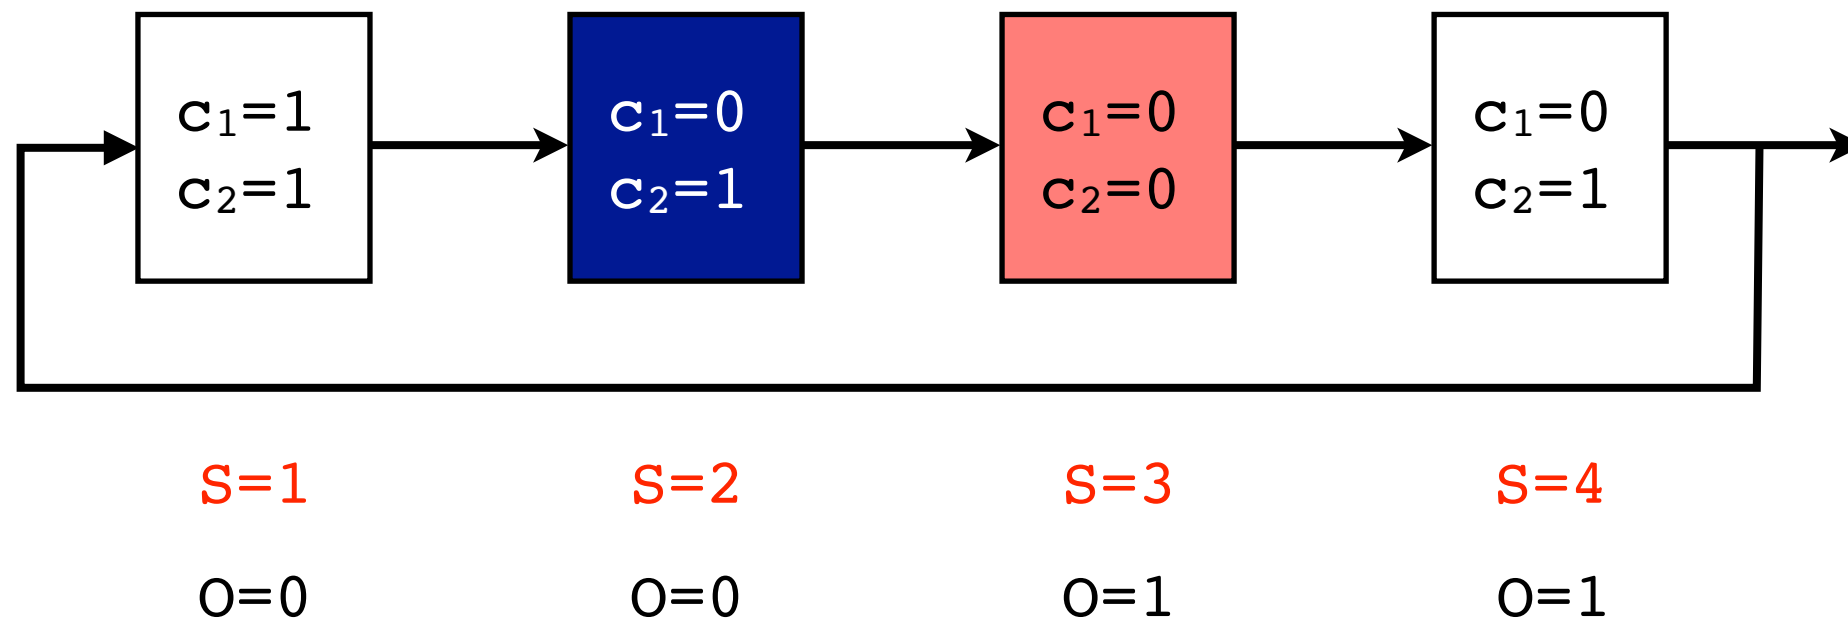 c₁=1
c₂=1
c₁=0
c₂=1
c₁=0
c₂=0
c₁=0
c₂=1
S=1 S=2 S=3 S=4
O=0 O=0 O=1 O=1